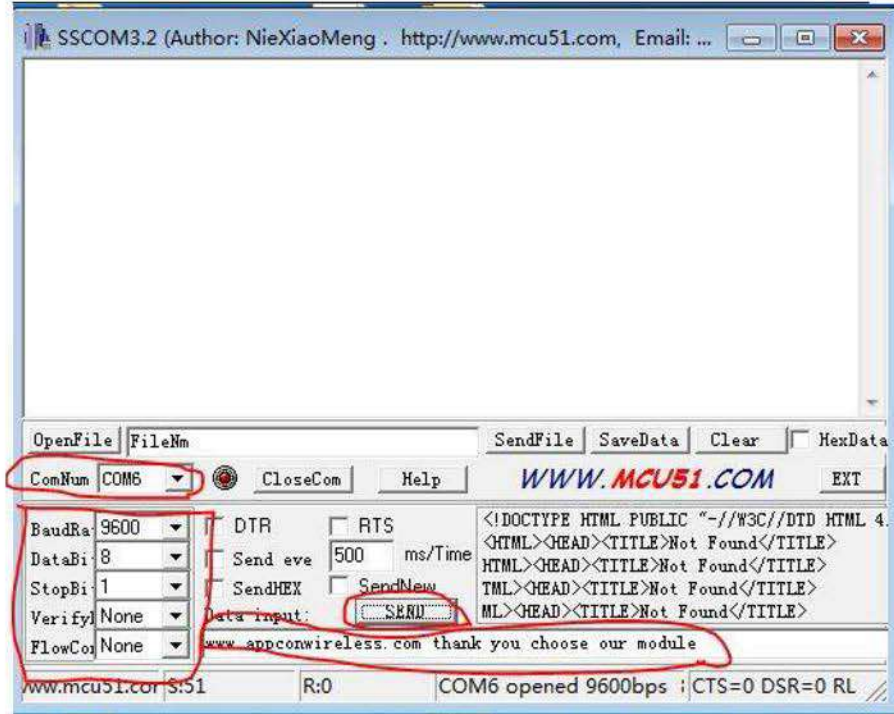 SSCOM3.2 (Author: NieXiaoMeng . http://www.mcu51.com, Email: ...
OpenFile FileNm SendFile SaveData Clear HexData
ComNum COM6 CloseCom Help WWW.MCU51.COM EXT
BaudRa 9600 DTR RTS
DataBi 8 Send eve 500 ms/Time
StopBi 1 SendHEX SendNew
Verify None Data input: SEND
FlowCo None www.appconwireless.com thank you choose our module
<!DOCTYPE HTML PUBLIC "-//W3C//DTD HTML 4.
<HTML><HEAD><TITLE>Not Found</TITLE>
HTML><HEAD><TITLE>Not Found</TITLE>
TML><HEAD><TITLE>Not Found</TITLE>
ML><HEAD><TITLE>Not Found</TITLE>
www.mcu51.cor S:51 R:0 COM6 opened 9600bps CTS=0 DSR=0 RL